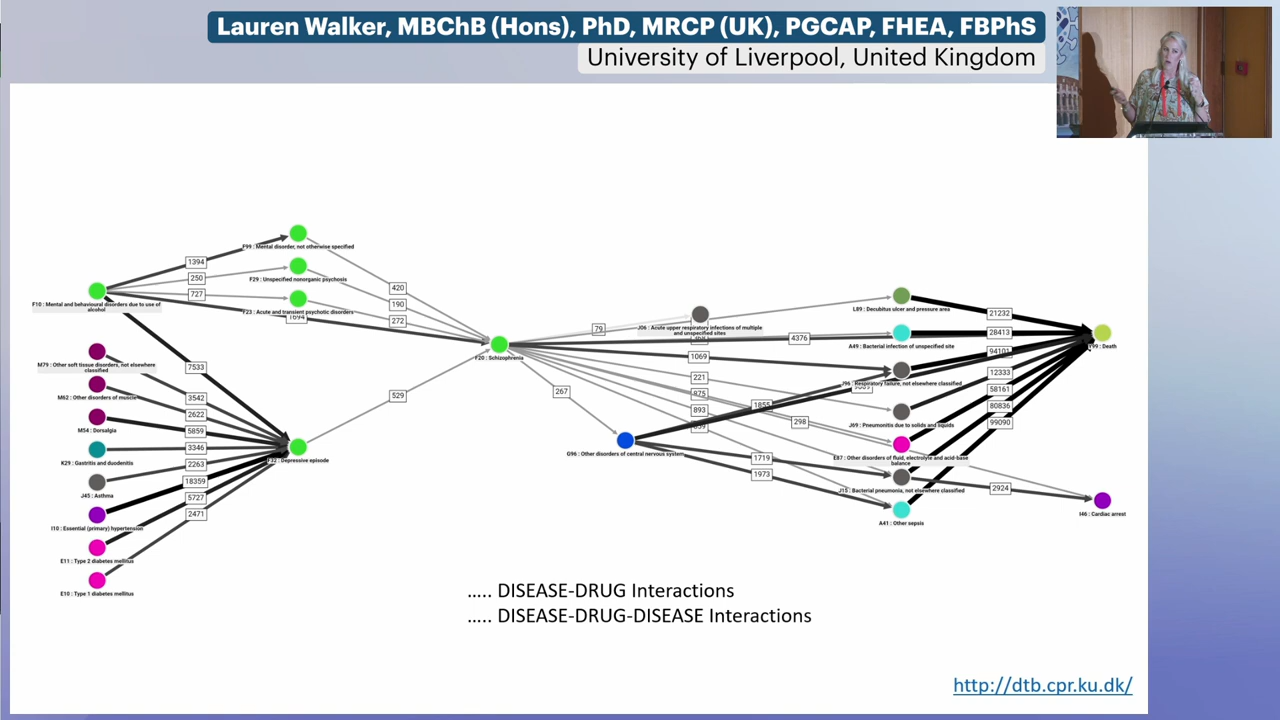 Lauren Walker, MBChB (Hons), PhD, MRCP (UK), PGCAP, FHEA, FBPhS
University of Liverpool, United Kingdom
F99 : Mental disorder, not otherwise specified
1394
250
F29 : Unspecified nonorganic psychosis
420
F10 : Mental and behavioural disorders due to use of
alcohol
727
190
F23 : Acute and transient psychotic disorders
1694
272
L89 : Decubitus ulcer and pressure area
21232
79
J06 : Acute upper respiratory infections of multiple
and unspecified sites
4376
28413
A49 : Bacterial infection of unspecified site
Y99 : Death
F20 : Schizophrenia
1069
94101
M79 : Other soft tissue disorders, not elsewhere
classified
7533
221
12333
J96 : Respiratory failure, not elsewhere classified
M62 : Other disorders of muscle
3542
529
267
875
58161
2622
893
1855
298
80836
J69 : Pneumonitis due to solids and liquids
M54 : Dorsalgia
5859
99090
3346
F32 : Depressive episode
G96 : Other disorders of central nervous system
E87 : Other disorders of fluid, electrolyte and acid-base
balance
K29 : Gastritis and duodenitis
2263
1719
18359
1973
J15 : Bacterial pneumonia, not elsewhere classified
2924
J45 : Asthma
5727
I46 : Cardiac arrest
2471
A41 : Other sepsis
I10 : Essential (primary) hypertension
E11 : Type 2 diabetes mellitus
E10 : Type 1 diabetes mellitus
..... DISEASE-DRUG Interactions
..... DISEASE-DRUG-DISEASE Interactions
http://dtb.cpr.ku.dk/